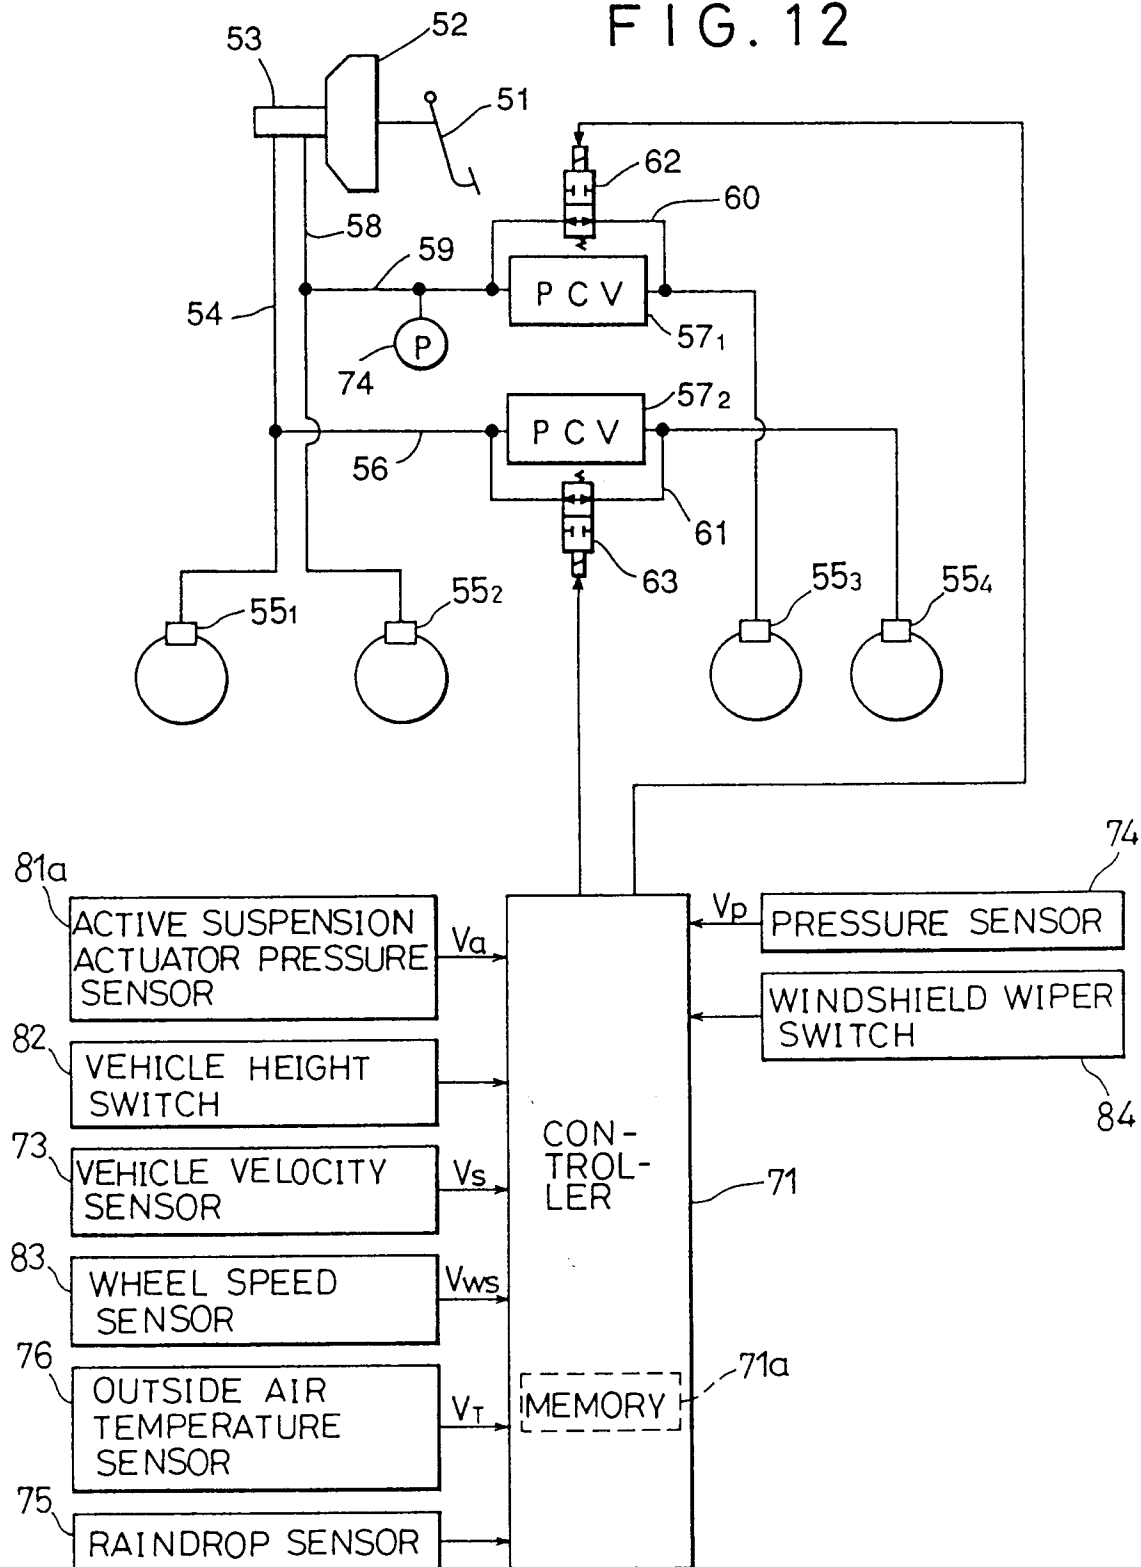 FIG. 12
53
52
51
62
60
58
59
PCV
54
57₁
P
74
57₂
PCV
56
61
63
55₁
55₂
55₃
55₄
81a
ACTIVE SUSPENSION
ACTUATOR PRESSURE
SENSOR
Va
82
VEHICLE HEIGHT
SWITCH
73
VEHICLE VELOCITY
SENSOR
Vs
83
WHEEL SPEED
SENSOR
Vws
76
OUTSIDE AIR
TEMPERATURE
SENSOR
VT
75
RAINDROP SENSOR
CON-
TROL-
LER
71
MEMORY
71a
74
Vp
PRESSURE SENSOR
WINDSHIELD WIPER
SWITCH
84